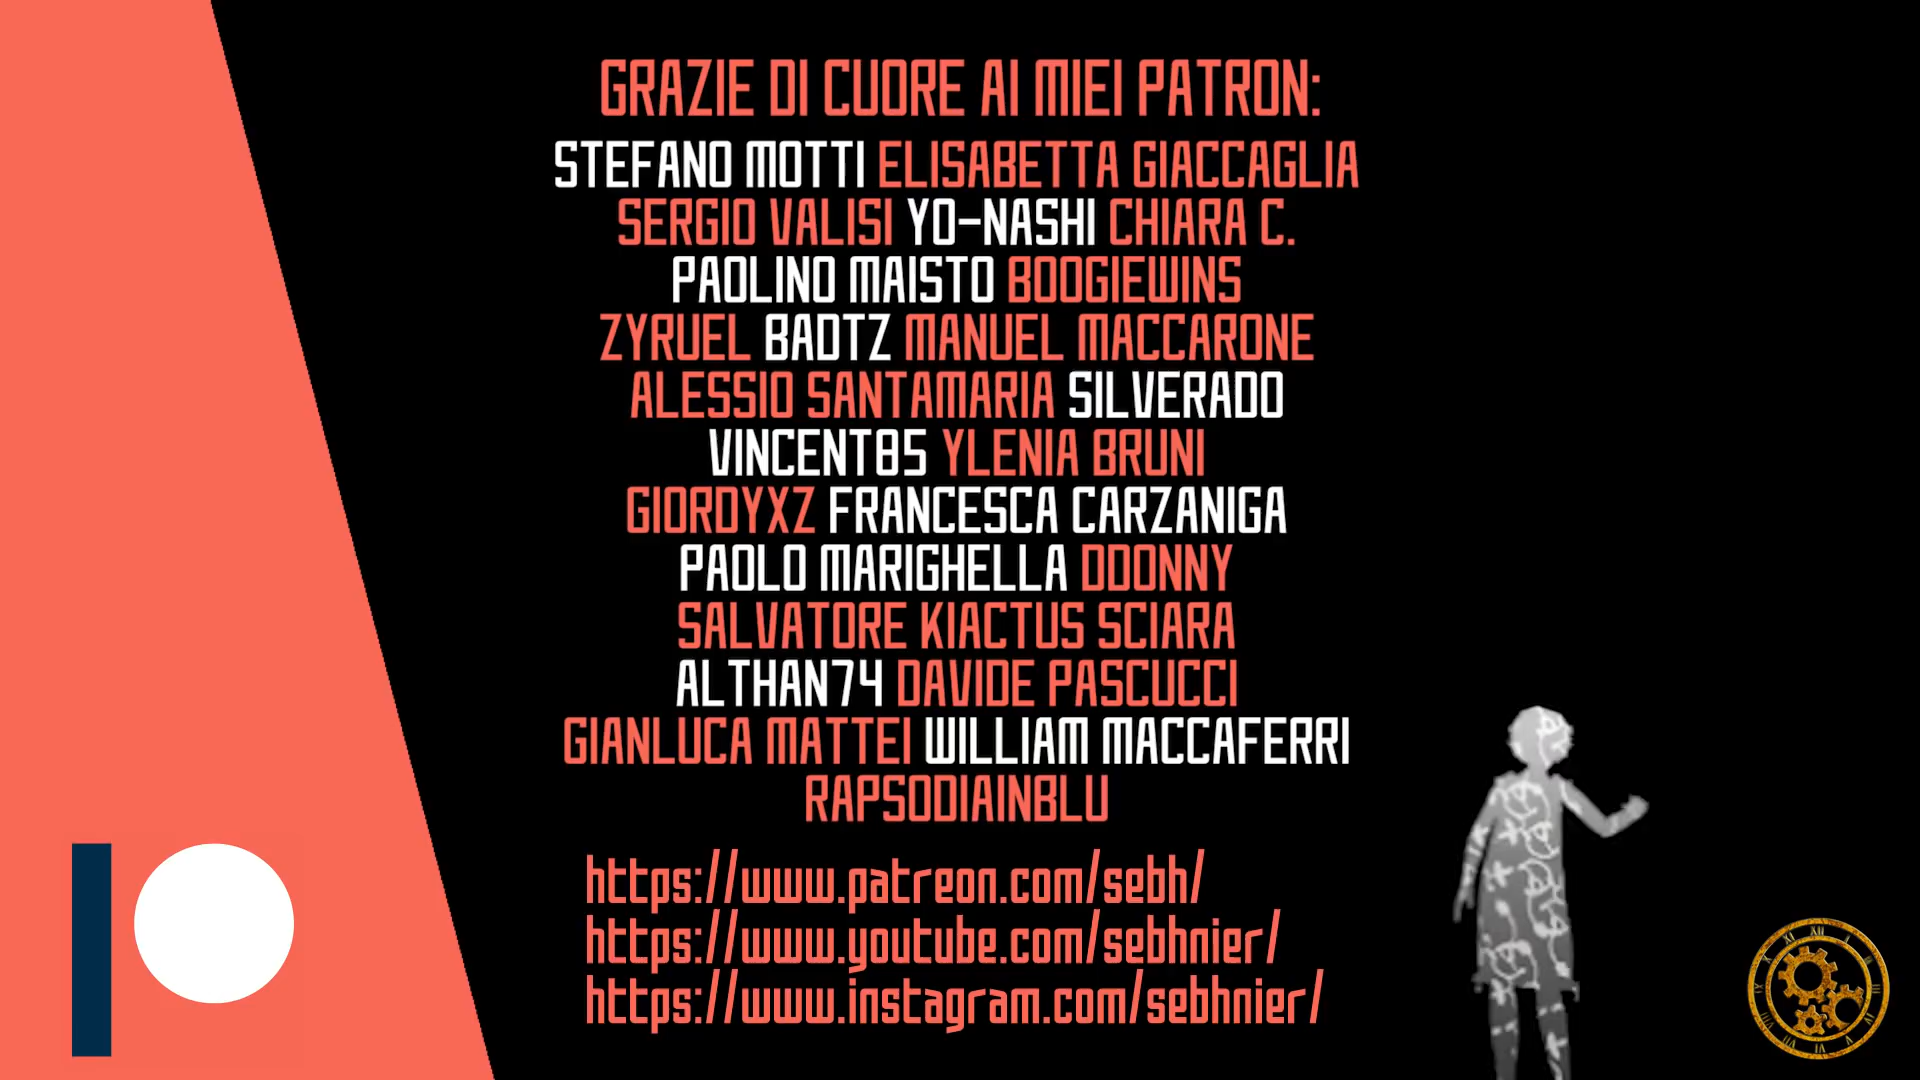 GRAZIE DI CUORE AI MIEI PATRON:
STEFANO MOTTI ELISABETTA GIACCAGLIA
SERGIO VALISI YO-NASHI CHIARA C.
PAOLINO MAISTO BOOGIEWINS
ZYRUEL BADTZ MANUEL MACCARONE
ALESSIO SANTAMARIA SILVERADO
VINCENT85 YLENIA BRUNI
GIORDYXZ FRANCESCA CARZANIGA
PAOLO MARIGHELLA DDONNY
SALVATORE KIACTUS SCIARA
ALTHAN74 DAVIDE PASCUCCI
GIANLUCA MATTEI WILLIAM MACCAFERRI
RAPSODIAINBLU
https://www.patreon.com/sebh/
https://www.youtube.com/sebhnier/
https://www.instagram.com/sebhnier/